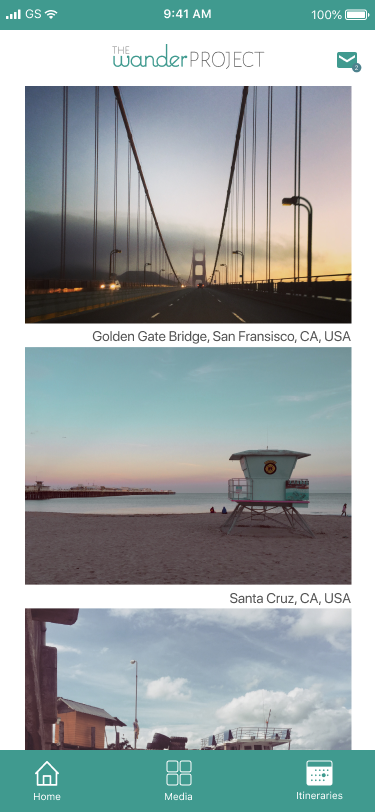 GS 9:41 AM 100%
THE
wander PROJECT
2
Golden Gate Bridge, San Fransisco, CA, USA
Santa Cruz, CA, USA
Home Media Itineraries